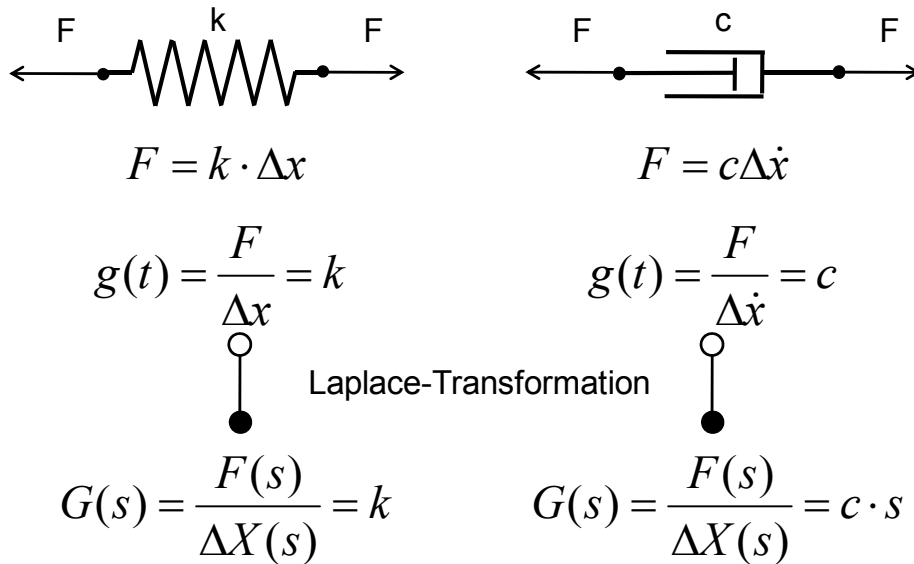 F k F
F c F
F = k · Δx
F = cΔẋ
g(t) = F / Δx = k
g(t) = F / Δẋ = c
Laplace-Transformation
G(s) = F(s) / ΔX(s) = k
G(s) = F(s) / ΔX(s) = c · s